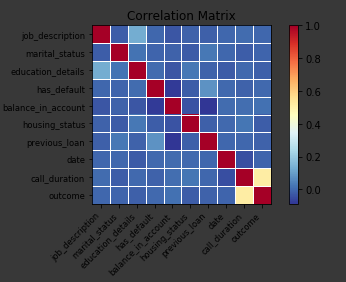 Correlation Matrix
job_description
marital_status
education_details
has_default
balance_in_account
housing_status
previous_loan
date
call_duration
outcome
job_description
marital_status
education_details
has_default
balance_in_account
housing_status
previous_loan
date
call_duration
outcome
1.0
0.8
0.6
0.4
0.2
0.0